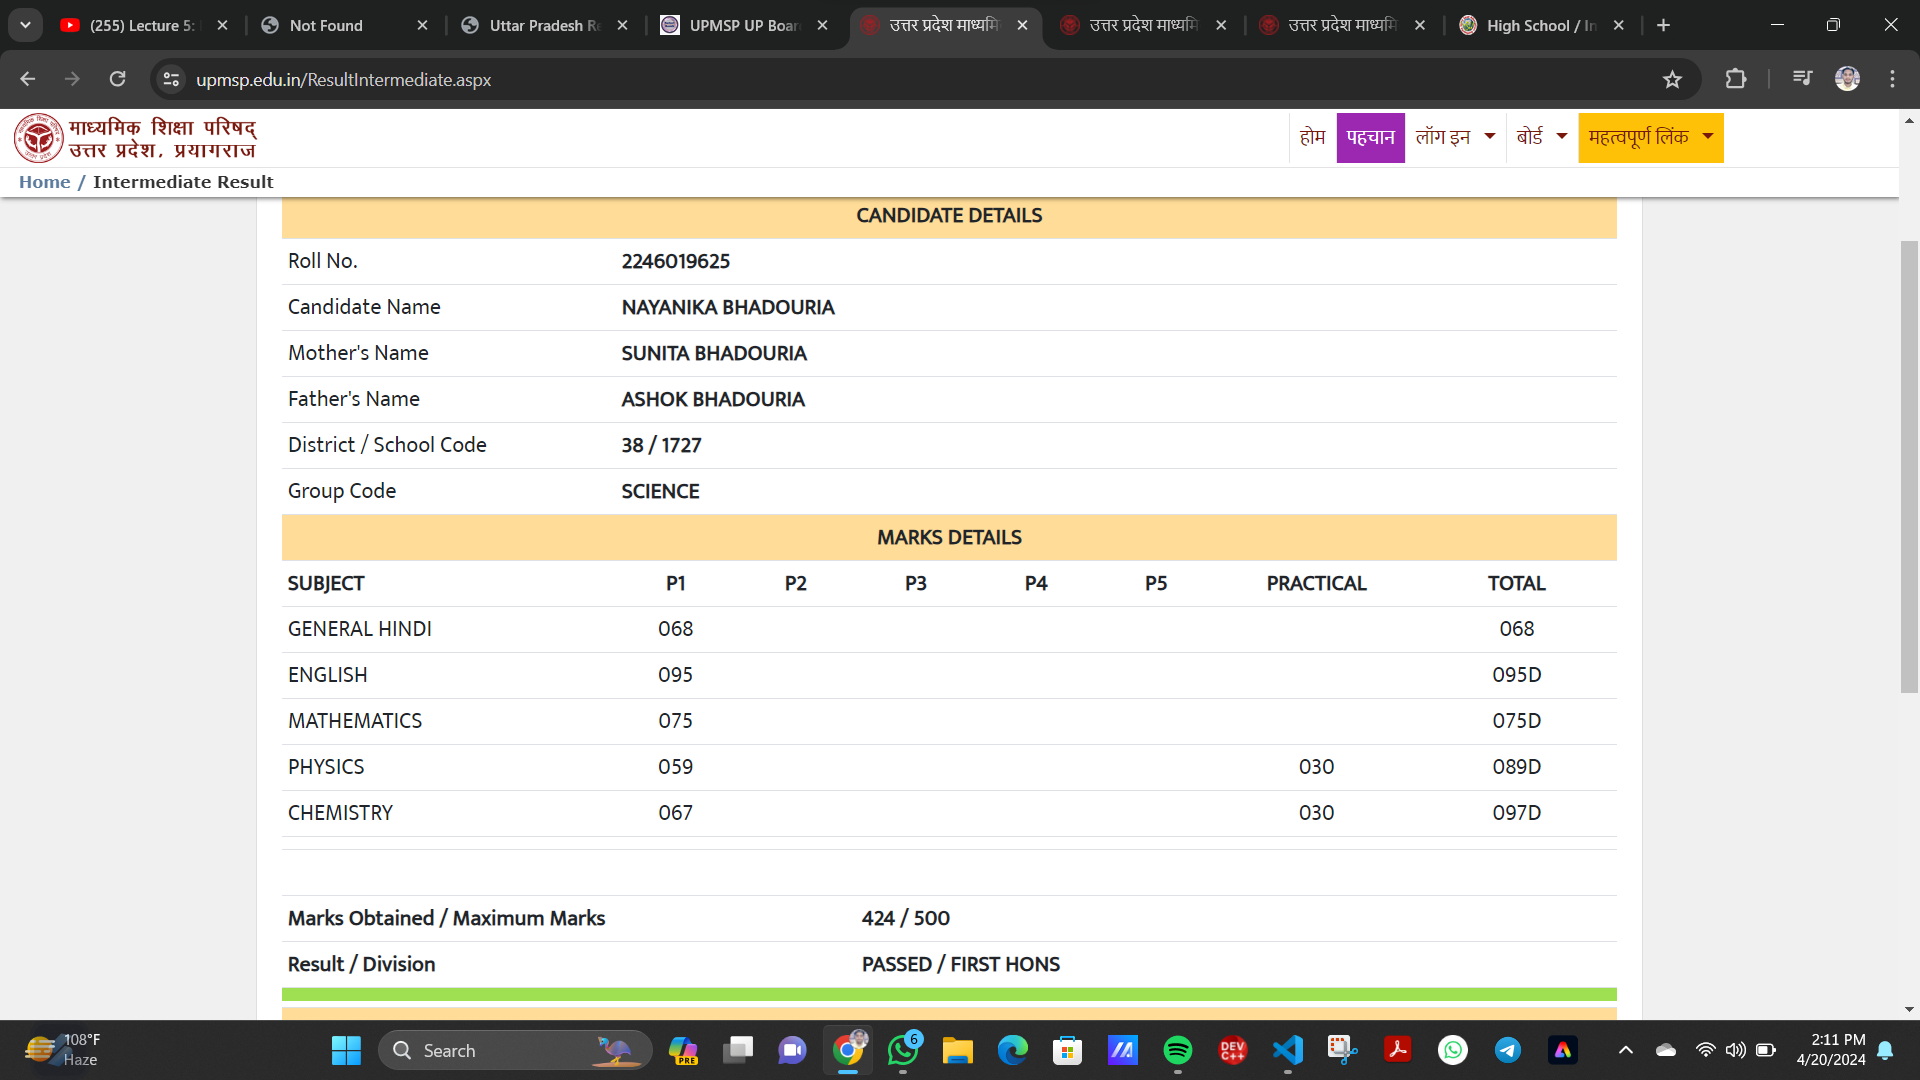 (255) Lecture 5:
Not Found
Uttar Pradesh Re
UPMSP UP Boar
उत्तर प्रदेश माध्यमि
उत्तर प्रदेश माध्यमि
उत्तर प्रदेश माध्यमि
High School / In
upmsp.edu.in/ResultIntermediate.aspx
माध्यमिक शिक्षा परिषद्
उत्तर प्रदेश, प्रयागराज
होम पहचान लॉग इन बोर्ड महत्वपूर्ण लिंक
Home / Intermediate Result
CANDIDATE DETAILS
Roll No. 2246019625
Candidate Name NAYANIKA BHADOURIA
Mother's Name SUNITA BHADOURIA
Father's Name ASHOK BHADOURIA
District / School Code 38 / 1727
Group Code SCIENCE
MARKS DETAILS
SUBJECT P1 P2 P3 P4 P5 PRACTICAL TOTAL
GENERAL HINDI 068 068
ENGLISH 095 095D
MATHEMATICS 075 075D
PHYSICS 059 030 089D
CHEMISTRY 067 030 097D
Marks Obtained / Maximum Marks 424 / 500
Result / Division PASSED / FIRST HONS
108°F
Haze
Search
PRE
6
DEV
C++
2:11 PM
4/20/2024